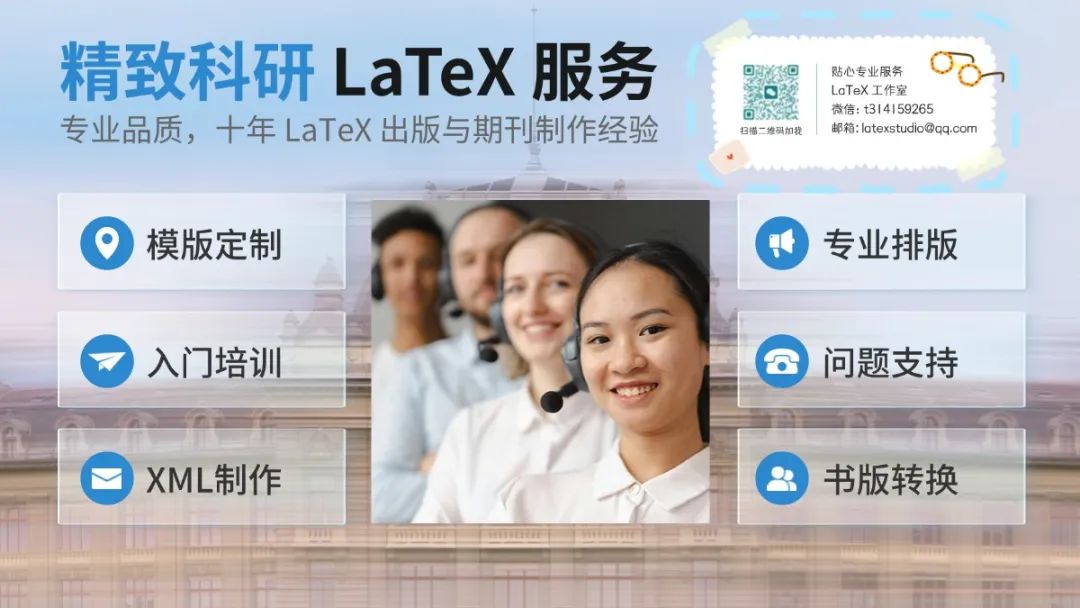 精致科研 LaTeX 服务
专业品质，十年 LaTeX 出版与期刊制作经验
扫描二维码加我
贴心专业服务
LaTeX 工作室
微信: t314159265
邮箱: latexstudio@qq.com
模版定制
入门培训
XML制作
专业排版
问题支持
书版转换